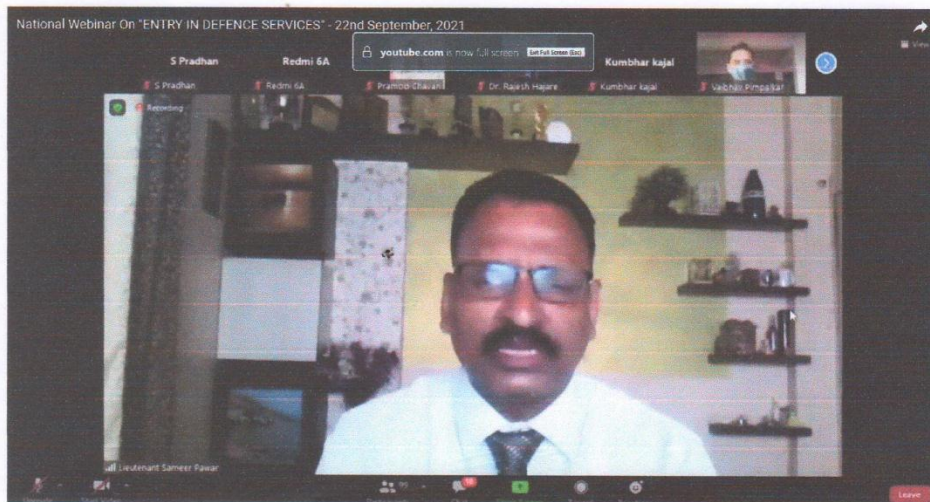 National Webinar On "ENTRY IN DEFENCE SERVICES" - 22nd September, 2021
youtube.com is now full screen Exit Full Screen (Esc)
View
S Pradhan Redmi 6A Kumbhar kajal
S Pradhan Redmi 6A Pramod Chavan Dr. Rajesh Hajare Kumbhar kajal Vaibhav Pimpalkar
Recording
Lieutenant Sameer Pawar
Leave